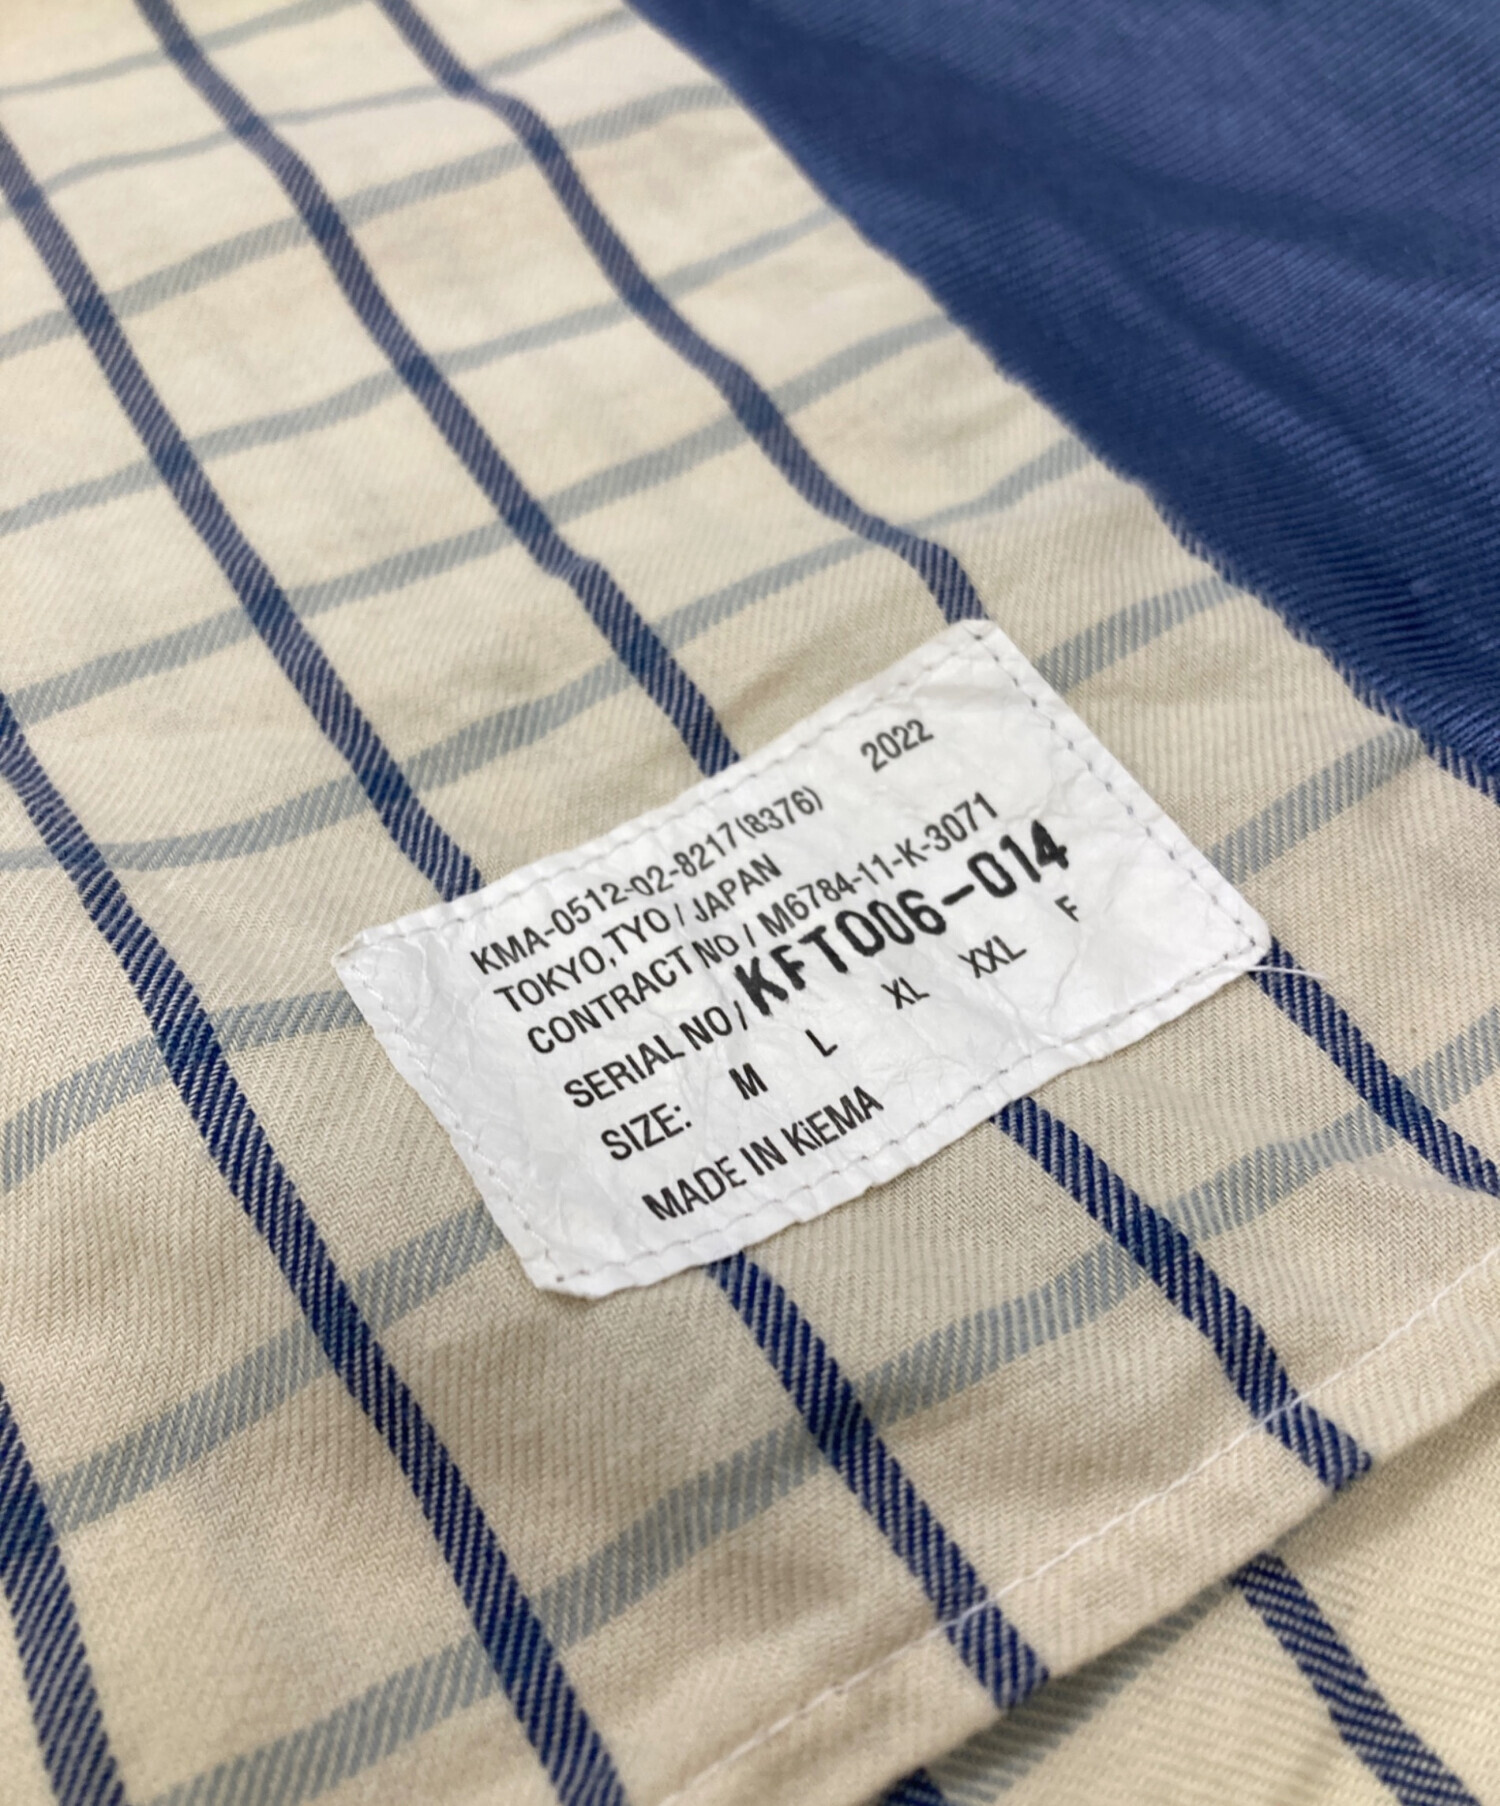 2022
KMA-0512-02-8217(8376)
TOKYO,TYO / JAPAN
CONTRACT NO / M6784-11-K-3071
SERIAL NO / KFT006-014
SIZE: M L XL XXL F
MADE IN KiEMA